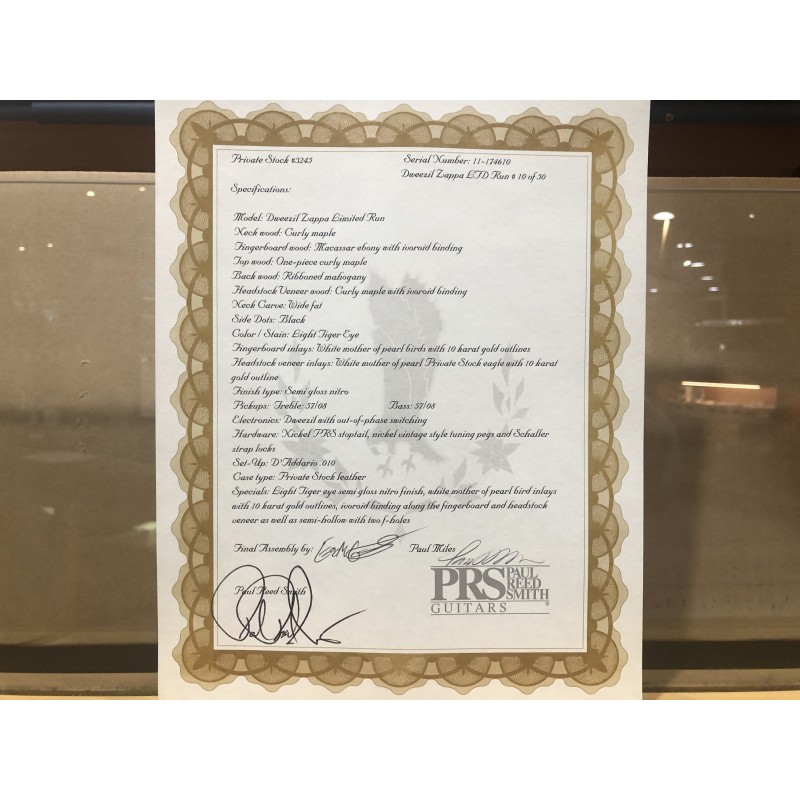 Private Stock #3245 Serial Number: 11-174610
Dweezil Zappa LTD Run # 10 of 50
Specifications:
Model: Dweezil Zappa Limited Run
Neck wood: Curly maple
Fingerboard wood: Macassar ebony with ivoroid binding
Top wood: One-piece curly maple
Back wood: Ribboned mahogany
Headstock Veneer wood: Curly maple with ivoroid binding
Neck Carve: Wide fat
Side Dots: Black
Color / Stain: Light Tiger Eye
Fingerboard inlays: White mother of pearl birds with 10 karat gold outlines
Headstock veneer inlays: White mother of pearl Private Stock eagle with 10 karat
gold outline
Finish type: Semi gloss nitro
Pickups: Treble: 57/08 Bass: 57/08
Electronics: Dweezil with out-of-phase switching
Hardware: Nickel PRS stoptail, nickel vintage style tuning pegs and Schaller
strap locks
Set-Up: D'Addario .010
Case type: Private Stock leather
Specials: Light Tiger eye semi gloss nitro finish, white mother of pearl bird inlays
with 10 karat gold outlines, ivoroid binding along the fingerboard and headstock
veneer as well as semi-hollow with two f-holes
Final Assembly by: Paul Miles
Paul Reed Smith
PRS PAUL
REED
SMITH
GUITARS